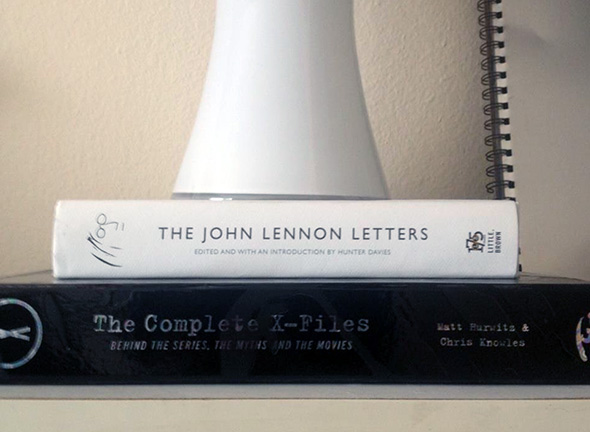 THE JOHN LENNON LETTERS
EDITED AND WITH AN INTRODUCTION BY HUNTER DAVIES
175
LITTLE,
BROWN
The Complete X-Files
BEHIND THE SERIES, THE MYTHS AND THE MOVIES
Matt Hurwitz &
Chris Knowles